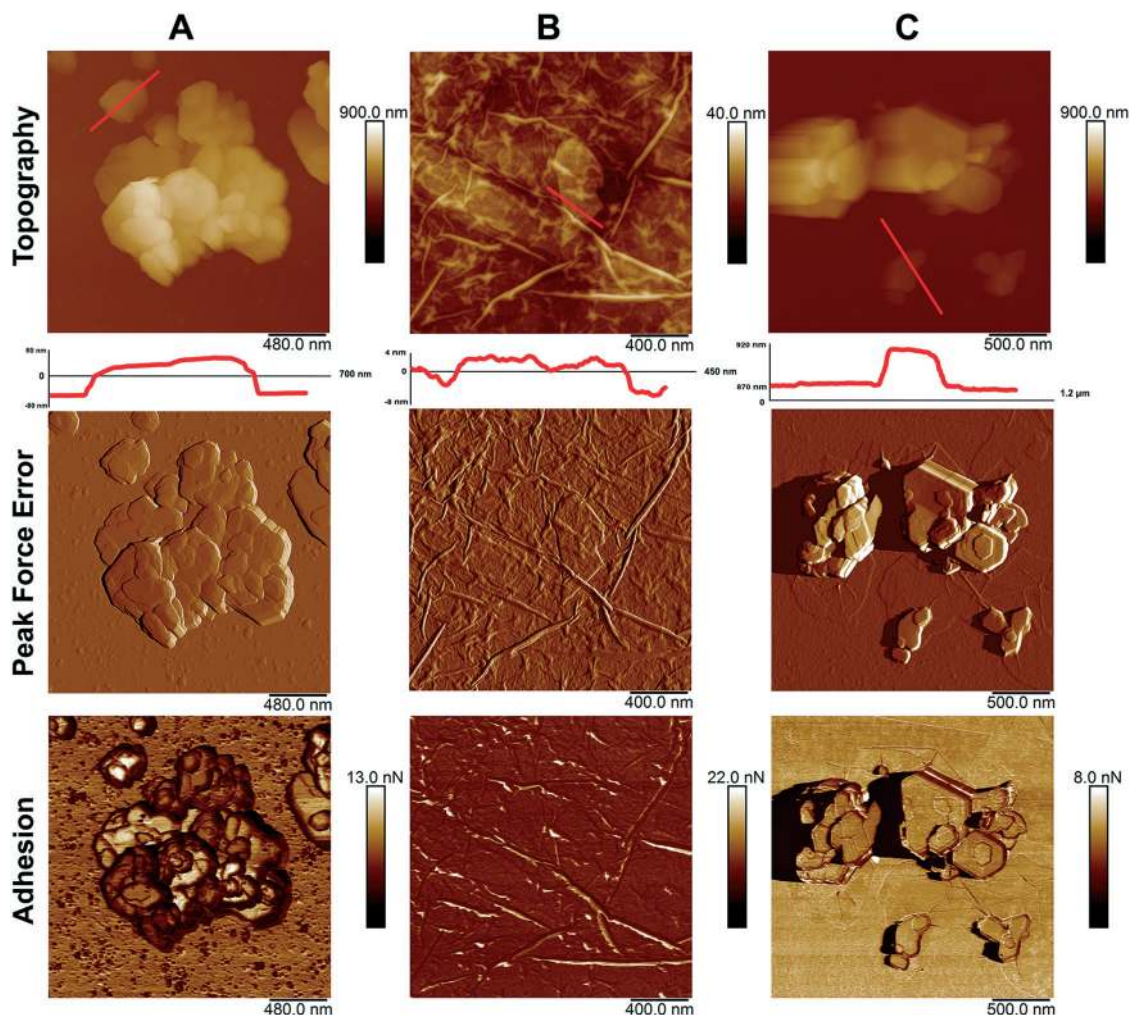 A
B
C
Topography
900.0 nm
40.0 nm
900.0 nm
480.0 nm
400.0 nm
500.0 nm
0
700 nm
-80 nm
4 nm
0
450 nm
-8 nm
920 nm
870 nm
0
1.2 µm
Peak Force Error
480.0 nm
400.0 nm
500.0 nm
Adhesion
13.0 nN
22.0 nN
8.0 nN
480.0 nm
400.0 nm
500.0 nm